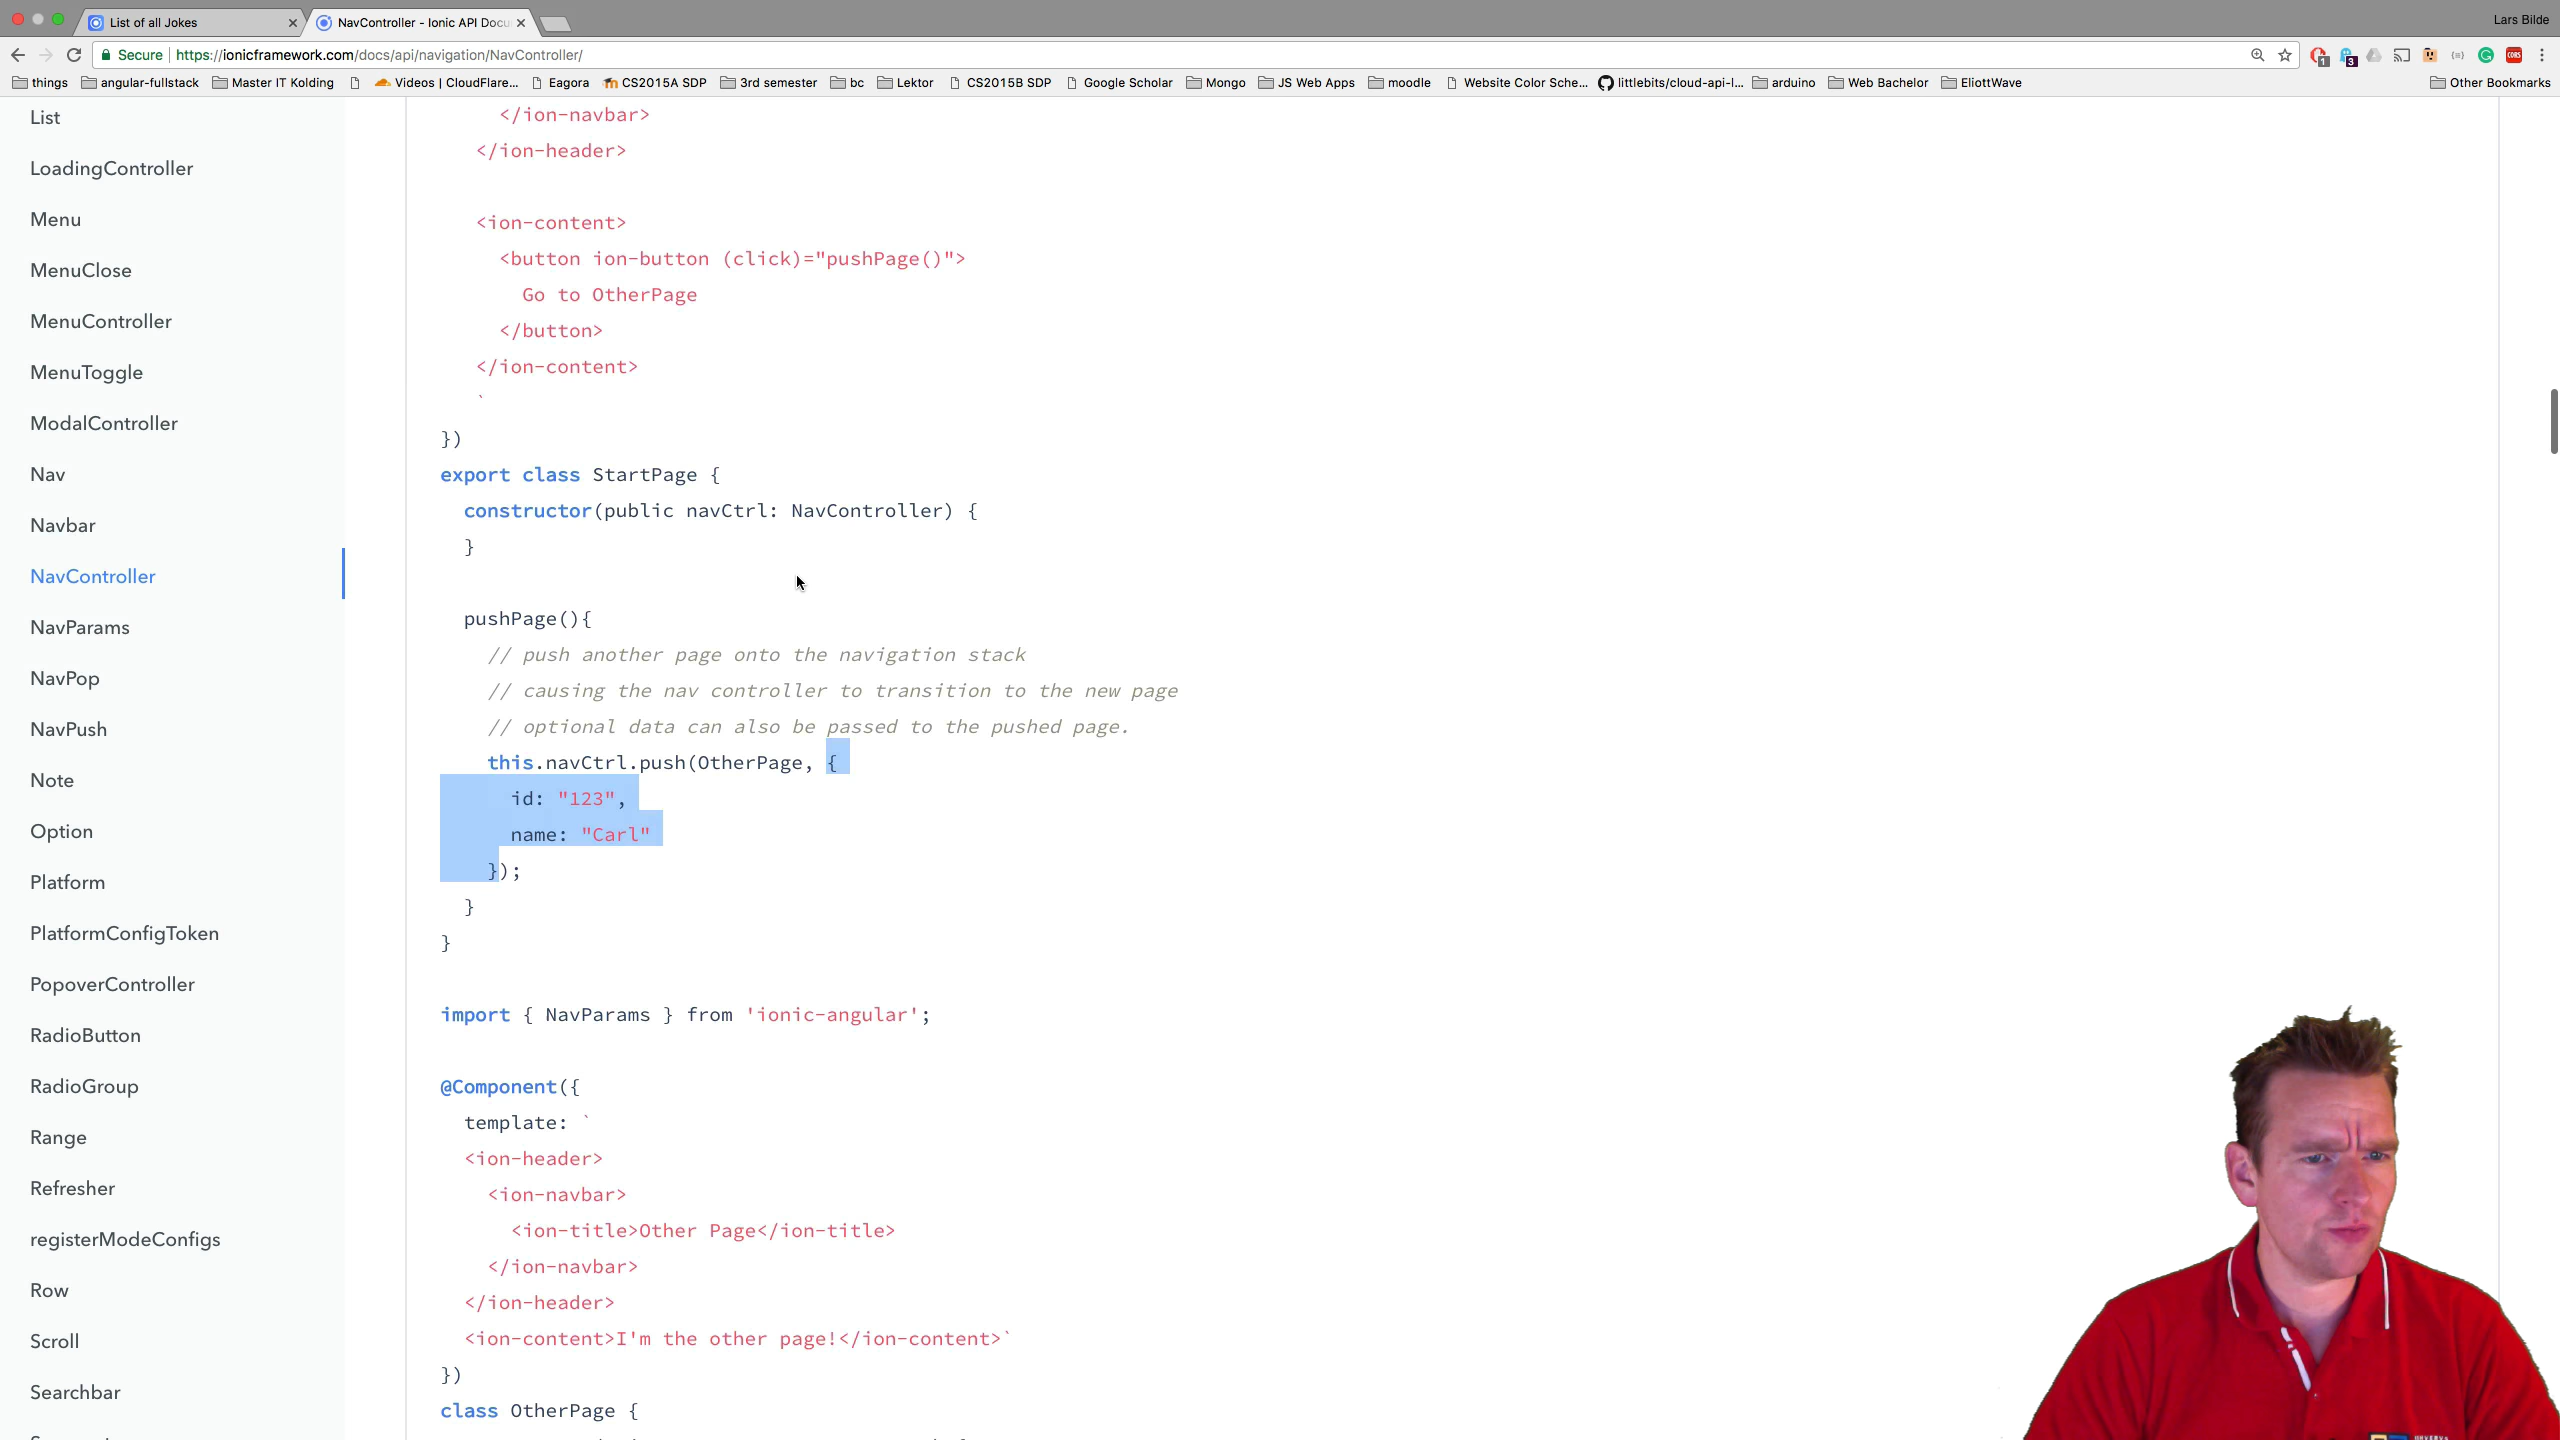 List of all Jokes
NavController - Ionic API Docu
Lars Bilde
Secure
https://ionicframework.com/docs/api/navigation/NavController/
1
3
CORS
things
angular-fullstack
Master IT Kolding
Videos | CloudFlare...
Eagora
CS2015A SDP
3rd semester
bc
Lektor
CS2015B SDP
Google Scholar
Mongo
JS Web Apps
moodle
Website Color Sche...
littlebits/cloud-api-l...
arduino
Web Bachelor
EliottWave
Other Bookmarks
List
LoadingController
Menu
MenuClose
MenuController
MenuToggle
ModalController
Nav
Navbar
NavController
NavParams
NavPop
NavPush
Note
Option
Platform
PlatformConfigToken
PopoverController
RadioButton
RadioGroup
Range
Refresher
registerModeConfigs
Row
Scroll
Searchbar
</ion-navbar>
</ion-header>
<ion-content>
<button ion-button (click)="pushPage()">
Go to OtherPage
</button>
</ion-content>
`
})
export class StartPage {
constructor(public navCtrl: NavController) {
}
pushPage(){
// push another page onto the navigation stack
// causing the nav controller to transition to the new page
// optional data can also be passed to the pushed page.
this.navCtrl.push(OtherPage, {
id: "123",
name: "Carl"
});
}
}
import { NavParams } from 'ionic-angular';
@Component({
template: `
<ion-header>
<ion-navbar>
<ion-title>Other Page</ion-title>
</ion-navbar>
</ion-header>
<ion-content>I'm the other page!</ion-content>`
})
class OtherPage {